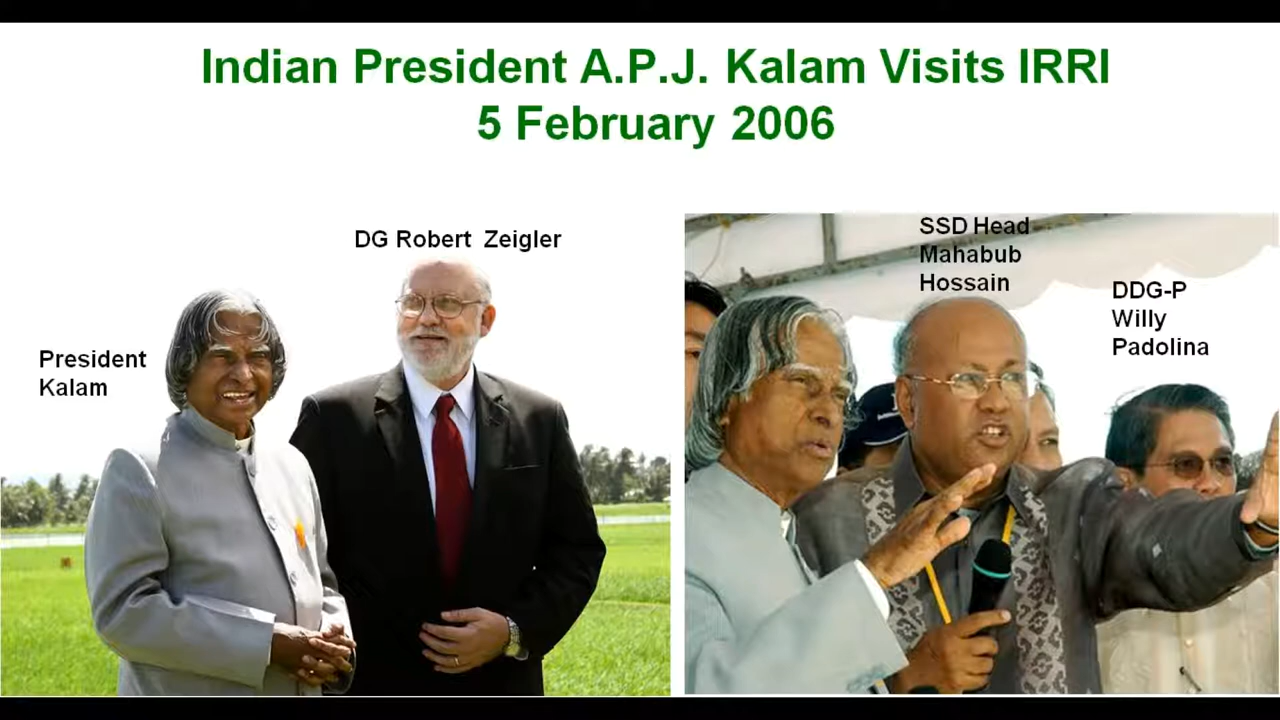 Indian President A.P.J. Kalam Visits IRRI
5 February 2006
DG Robert Zeigler
President
Kalam
SSD Head
Mahabub
Hossain
DDG-P
Willy
Padolina